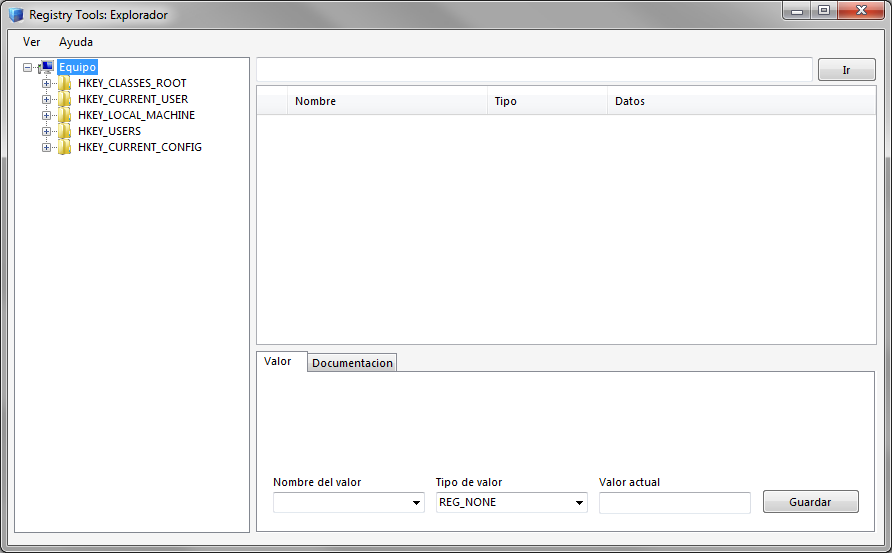 Registry Tools: Explorador
Ver Ayuda
Equipo
HKEY_CLASSES_ROOT
HKEY_CURRENT_USER
HKEY_LOCAL_MACHINE
HKEY_USERS
HKEY_CURRENT_CONFIG
Ir
Nombre Tipo Datos
Valor Documentacion
Nombre del valor Tipo de valor Valor actual
REG_NONE Guardar